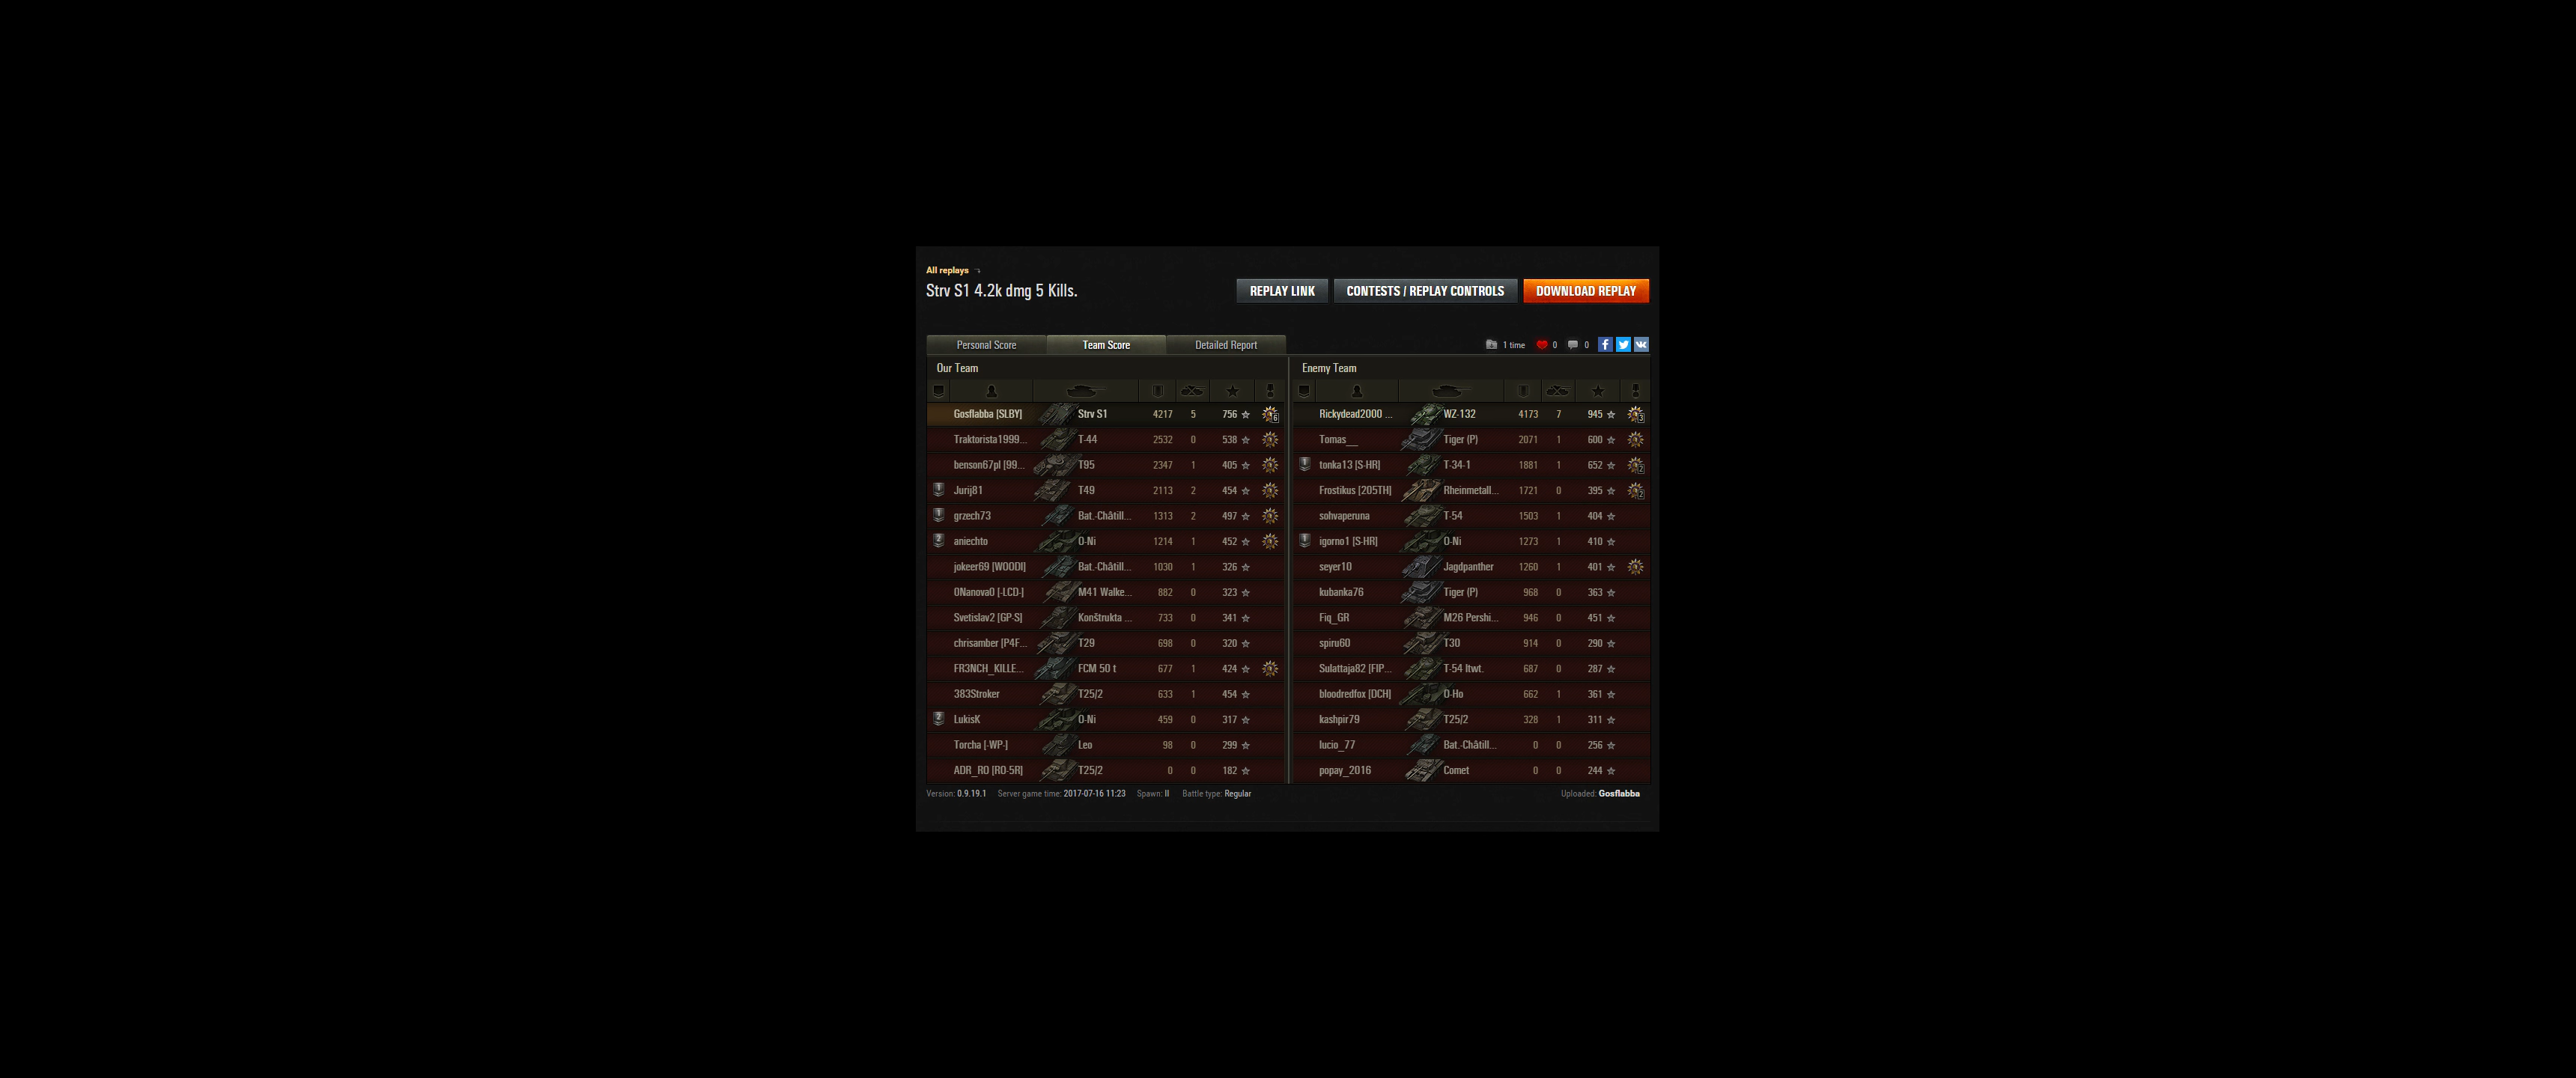 All replays
Strv S1 4.2k dmg 5 Kills.
REPLAY LINK CONTESTS / REPLAY CONTROLS DOWNLOAD REPLAY
Personal Score Team Score Detailed Report 1 time 0 0
Our Team Enemy Team
Gosflabba [SLBY] Strv S1 4217 5 756 6 Rickydead2000 ... WZ-132 4173 7 945 3
Traktorista1999... T-44 2532 0 538 Tomas__ Tiger (P) 2071 1 600
benson67pl [99... T95 2347 1 405 1 tonka13 [S-HR] T-34-1 1881 1 652 2
1 Jurij81 T49 2113 2 454 Frostikus [205TH] Rheinmetall... 1721 0 395 2
1 grzech73 Bat.-Châtill... 1313 2 497 sohvaperuna T-54 1503 1 404
2 aniechto O-Ni 1214 1 452 1 igorno1 [S-HR] O-Ni 1273 1 410
jokeer69 [WOODI] Bat.-Châtill... 1030 1 326 seyer10 Jagdpanther 1260 1 401
0Nanova0 [-LCD-] M41 Walke... 882 0 323 kubanka76 Tiger (P) 968 0 363
Svetislav2 [GP-S] Konštrukta ... 733 0 341 Fiq_GR M26 Pershi... 946 0 451
chrisamber [P4F... T29 698 0 320 spiru60 T30 914 0 290
FR3NCH_KILLE... FCM 50 t 677 1 424 Sulattaja82 [FIP... T-54 ltwt. 687 0 287
383Stroker T25/2 633 1 454 bloodredfox [DCH] O-Ho 662 1 361
2 LukisK O-Ni 459 0 317 kashpir79 T25/2 328 1 311
Torcha [-WP-] Leo 98 0 299 lucio_77 Bat.-Châtill... 0 0 256
ADR_RO [RO-5R] T25/2 0 0 182 popay_2016 Comet 0 0 244
Version: 0.9.19.1 Server game time: 2017-07-16 11:23 Spawn: II Battle type: Regular Uploaded: Gosflabba